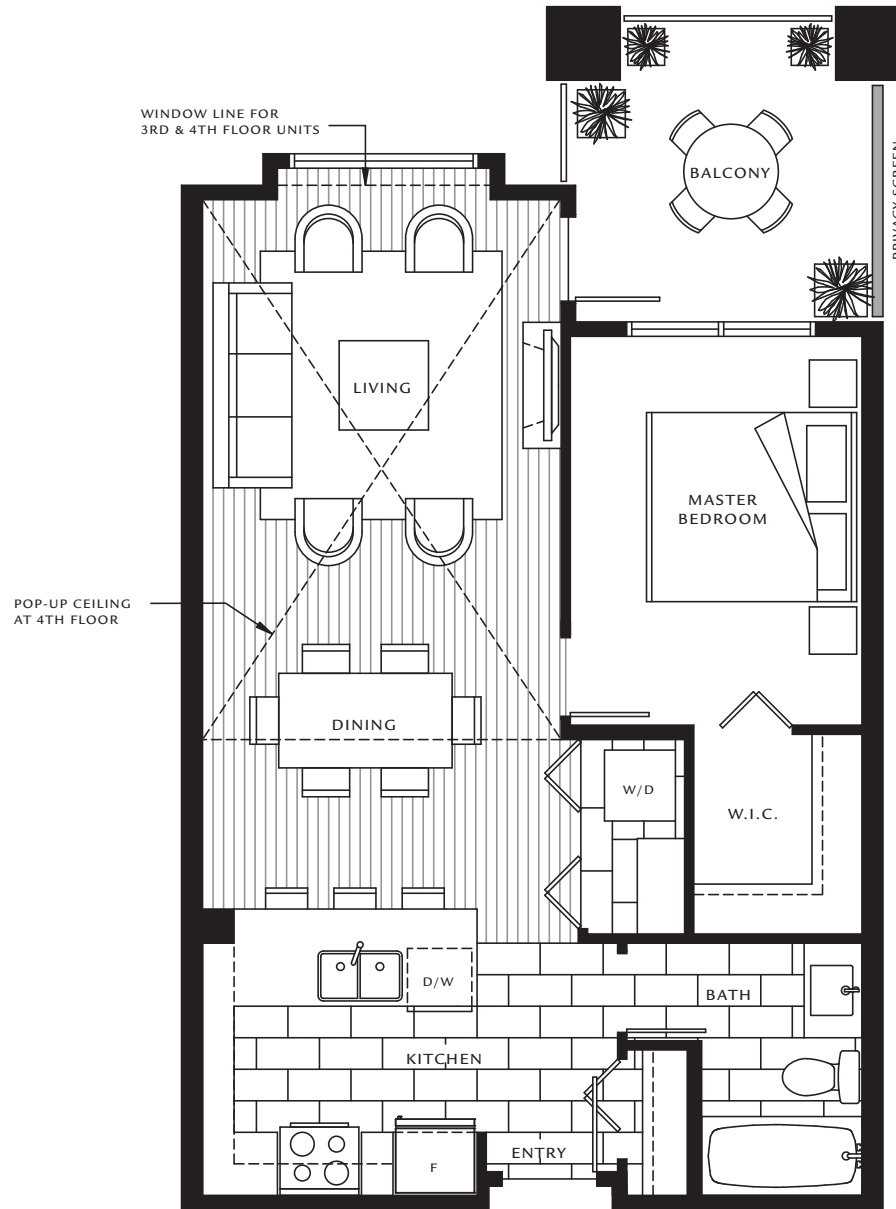 WINDOW LINE FOR
3RD & 4TH FLOOR UNITS
BALCONY
PRIVACY SCREEN
LIVING
MASTER
BEDROOM
POP-UP CEILING
AT 4TH FLOOR
DINING
W/D
W.I.C.
D/W
BATH
KITCHEN
ENTRY
F